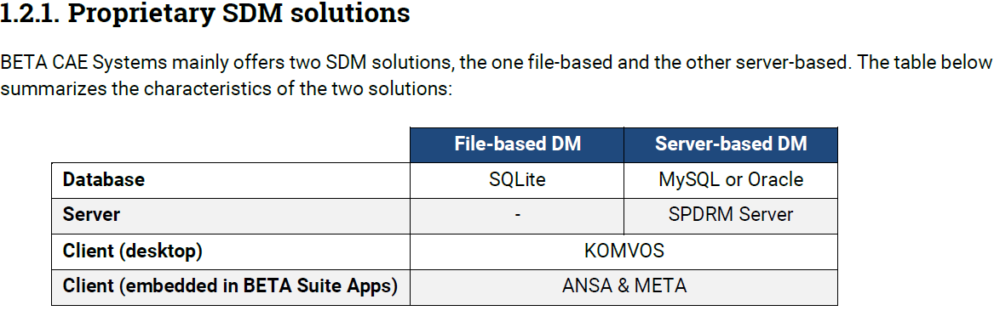 1.2.1. Proprietary SDM solutions
BETA CAE Systems mainly offers two SDM solutions, the one file-based and the other server-based. The table below
summarizes the characteristics of the two solutions:
File-based DM Server-based DM
Database SQLite MySQL or Oracle
Server - SPDRM Server
Client (desktop) KOMVOS
Client (embedded in BETA Suite Apps) ANSA & META